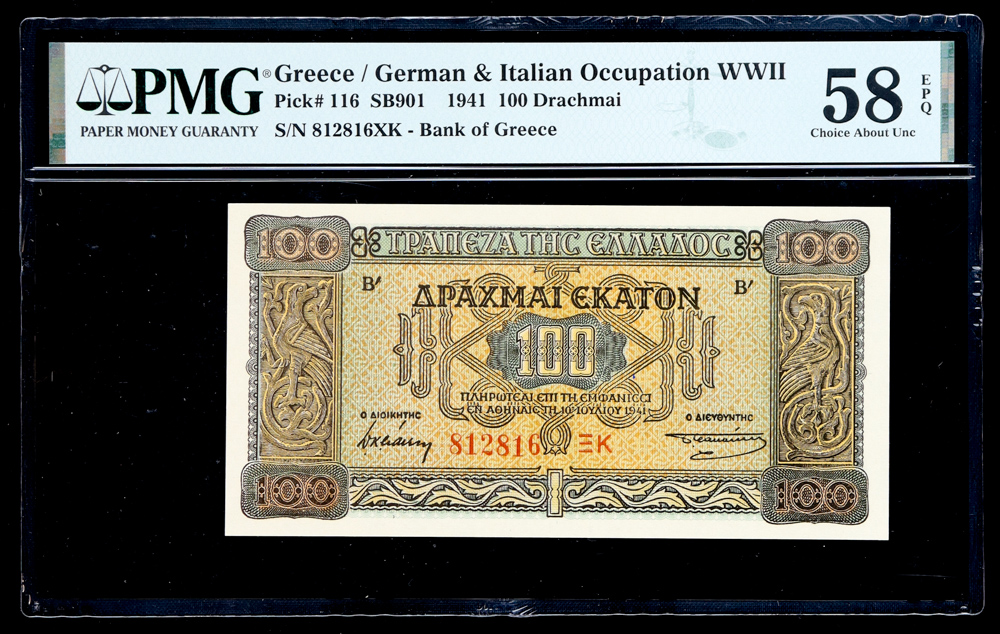 PMG® Greece / German & Italian Occupation WWII
PAPER MONEY GUARANTY
Pick# 116 SB901 1941 100 Drachmai
S/N 812816XK - Bank of Greece
58 EPQ
Choice About Unc
100 ΤΡΑΠΕΖΑ ΤΗΣ ΕΛΛΑΔΟΣ 100
Β′ Β′
ΔΡΑΧΜΑΙ ΕΚΑΤΟΝ
100
ΠΛΗΡΩΤΕΑΙ ΕΠΙ ΤΗ ΕΜΦΑΝΙΣΕΙ
ΕΝ ΑΘΗΝΑΙΣ ΤΗ 10Η ΙΟΥΛΙΟΥ 1941
Ο ΔΙΟΙΚΗΤΗΣ Ο ΔΙΕΥΘΥΝΤΗΣ
812816 ΞΚ
100 100